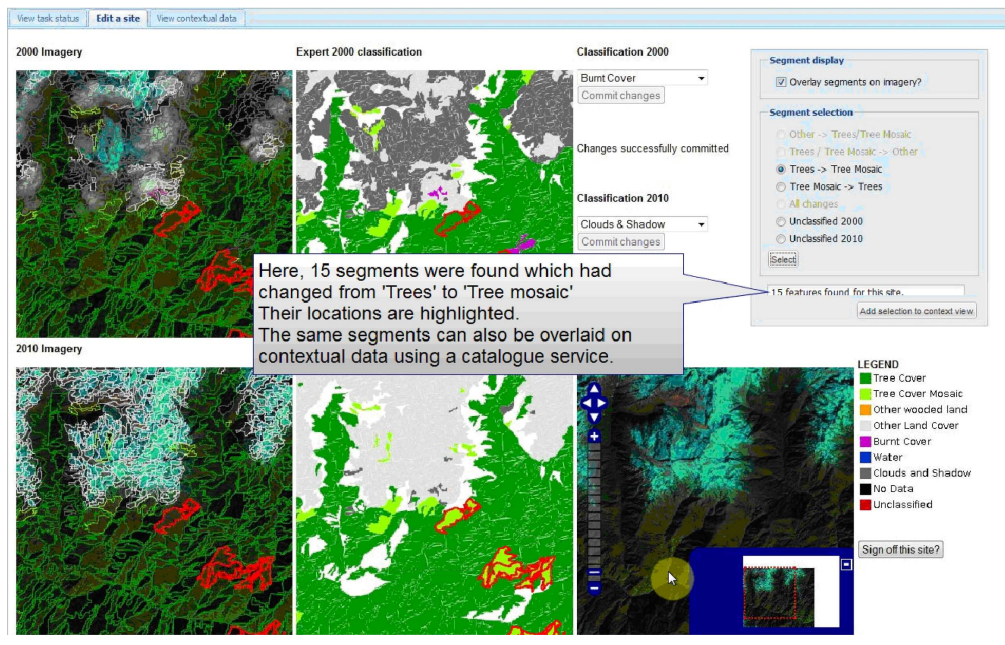 View task status
Edit a site
View contextual data
2000 Imagery
Expert 2000 classification
Classification 2000
Burnt Cover
Commit changes
Changes successfully committed
Classification 2010
Clouds & Shadow
Commit changes
Segment display
Overlay segments on imagery?
Segment selection
Other -> Trees/Tree Mosaic
Trees / Tree Mosaic -> Other
Trees -> Tree Mosaic
Tree Mosaic -> Trees
All changes
Unclassified 2000
Unclassified 2010
Select
15 features found for this site.
Add selection to context view
Here, 15 segments were found which had
changed from 'Trees' to 'Tree mosaic'
Their locations are highlighted.
The same segments can also be overlaid on
contextual data using a catalogue service.
2010 Imagery
LEGEND
Tree Cover
Tree Cover Mosaic
Other wooded land
Other Land Cover
Burnt Cover
Water
Clouds and Shadow
No Data
Unclassified
Sign off this site?